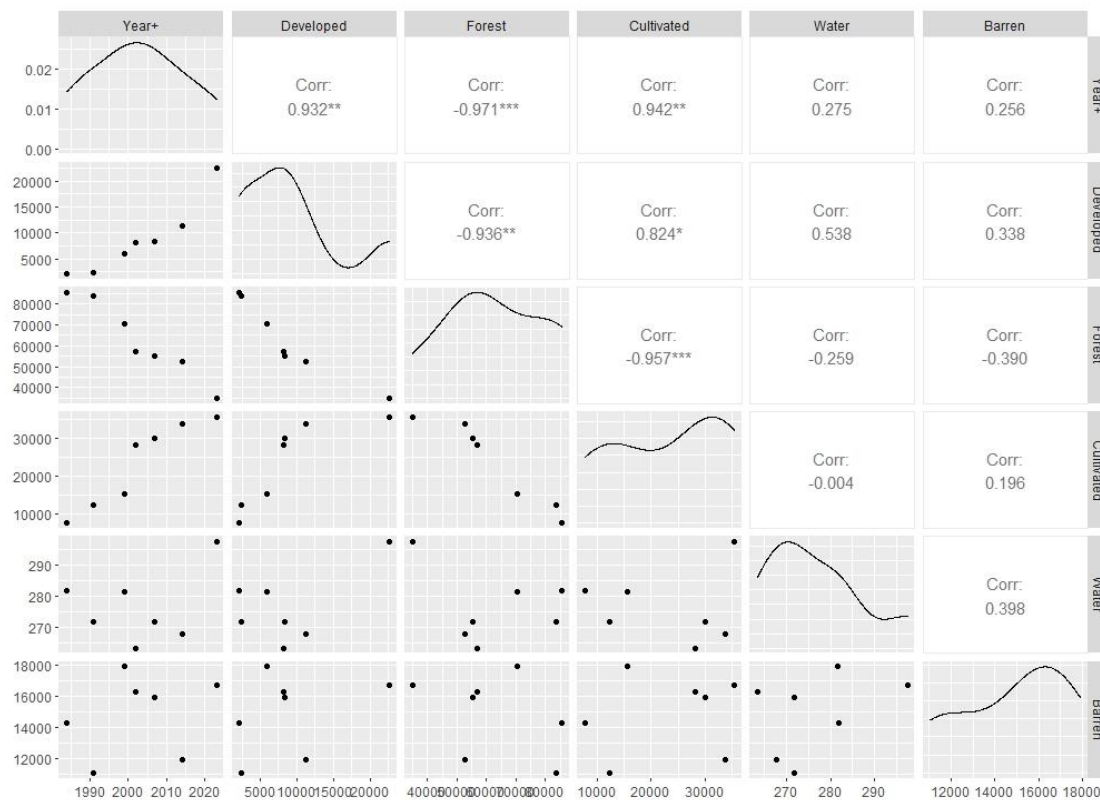 Year+ Developed Forest Cultivated Water Barren
0.02
0.01
0.00
Corr:
0.932**
Corr:
-0.971***
Corr:
0.942**
Corr:
0.275
Corr:
0.256
Year+
20000
15000
10000
5000
Corr:
-0.936**
Corr:
0.824*
Corr:
0.538
Corr:
0.338
Developed
80000
70000
60000
50000
40000
Corr:
-0.957***
Corr:
-0.259
Corr:
-0.390
Forest
30000
20000
10000
Corr:
-0.004
Corr:
0.196
Cultivated
290
280
270
Corr:
0.398
Water
18000
16000
14000
12000
Barren
1990 2000 2010 2020 5000 10000 15000 20000 40000 50000 60000 70000 80000 10000 20000 30000 270 280 290 12000 14000 16000 18000